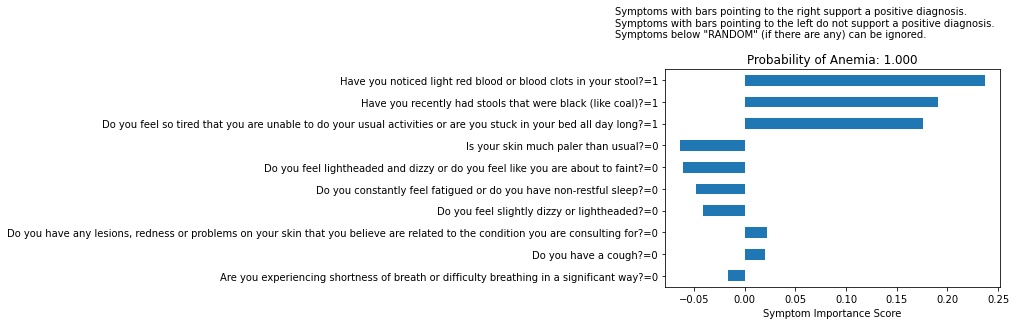 Symptoms with bars pointing to the right support a positive diagnosis.
Symptoms with bars pointing to the left do not support a positive diagnosis.
Symptoms below "RANDOM" (if there are any) can be ignored.
Probability of Anemia: 1.000
Have you noticed light red blood or blood clots in your stool?=1
Have you recently had stools that were black (like coal)?=1
Do you feel so tired that you are unable to do your usual activities or are you stuck in your bed all day long?=1
Is your skin much paler than usual?=0
Do you feel lightheaded and dizzy or do you feel like you are about to faint?=0
Do you constantly feel fatigued or do you have non-restful sleep?=0
Do you feel slightly dizzy or lightheaded?=0
Do you have any lesions, redness or problems on your skin that you believe are related to the condition you are consulting for?=0
Do you have a cough?=0
Are you experiencing shortness of breath or difficulty breathing in a significant way?=0
−0.05 0.00 0.05 0.10 0.15 0.20 0.25
Symptom Importance Score